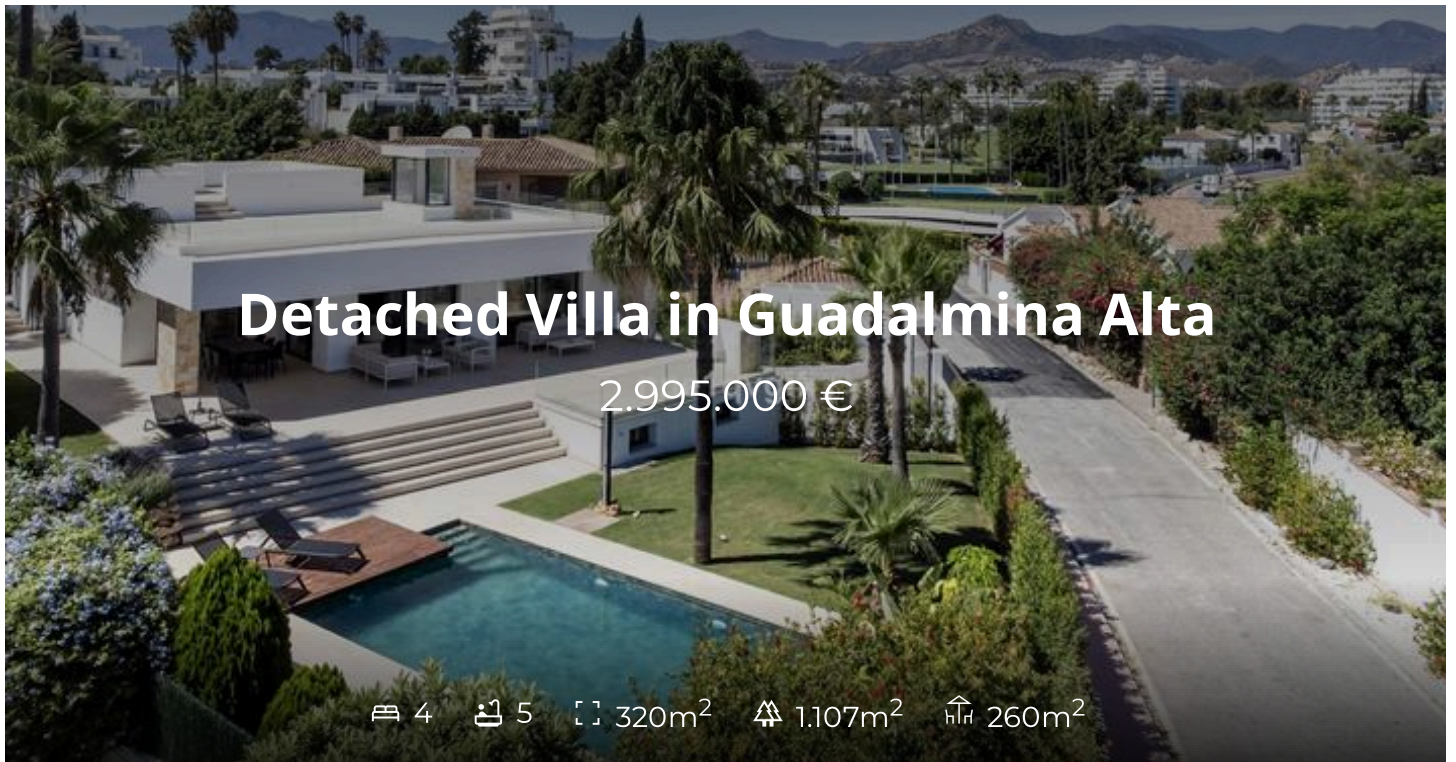 Detached Villa in Guadalmina Alta
2.995.000 €
4 5 320m² 1.107m² 260m²